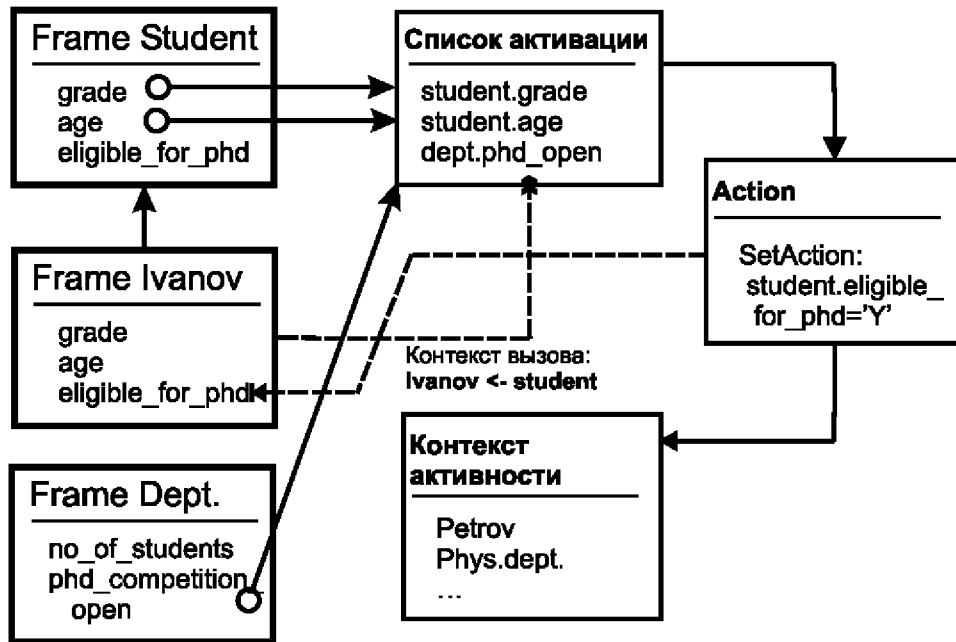 Frame Student
grade
age
eligible_for_phd
Список активации
student.grade
student.age
dept.phd_open
Action
SetAction:
student.eligible_
for_phd='Y'
Frame Ivanov
grade
age
eligible_for_phd
Контекст вызова:
Ivanov <- student
Контекст
активности
Petrov
Phys.dept.
...
Frame Dept.
no_of_students
phd_competition_
open